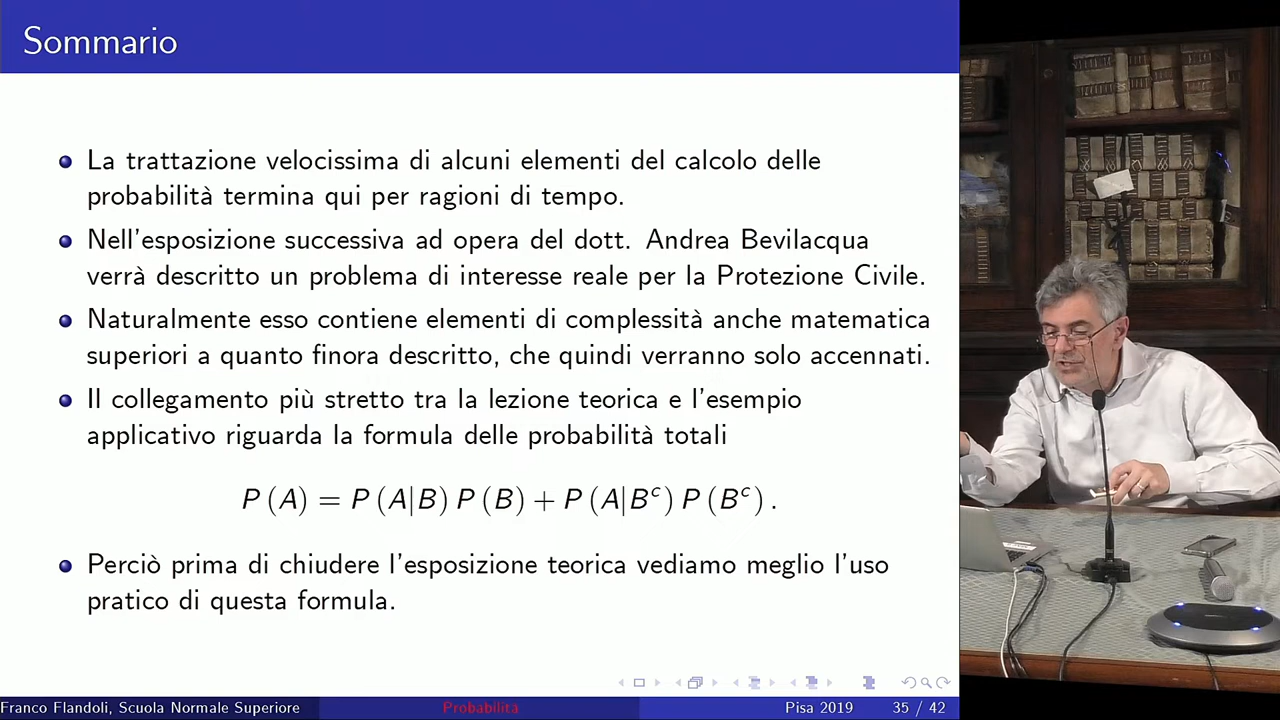 Sommario
La trattazione velocissima di alcuni elementi del calcolo delle
probabilità termina qui per ragioni di tempo.
Nell'esposizione successiva ad opera del dott. Andrea Bevilacqua
verrà descritto un problema di interesse reale per la Protezione Civile.
Naturalmente esso contiene elementi di complessità anche matematica
superiori a quanto finora descritto, che quindi verranno solo accennati.
Il collegamento più stretto tra la lezione teorica e l'esempio
applicativo riguarda la formula delle probabilità totali
P (A) = P (A|B) P (B) + P (A|Bᶜ) P (Bᶜ) .
Perciò prima di chiudere l'esposizione teorica vediamo meglio l'uso
pratico di questa formula.
Franco Flandoli, Scuola Normale Superiore Probabilità Pisa 2019 35 / 42